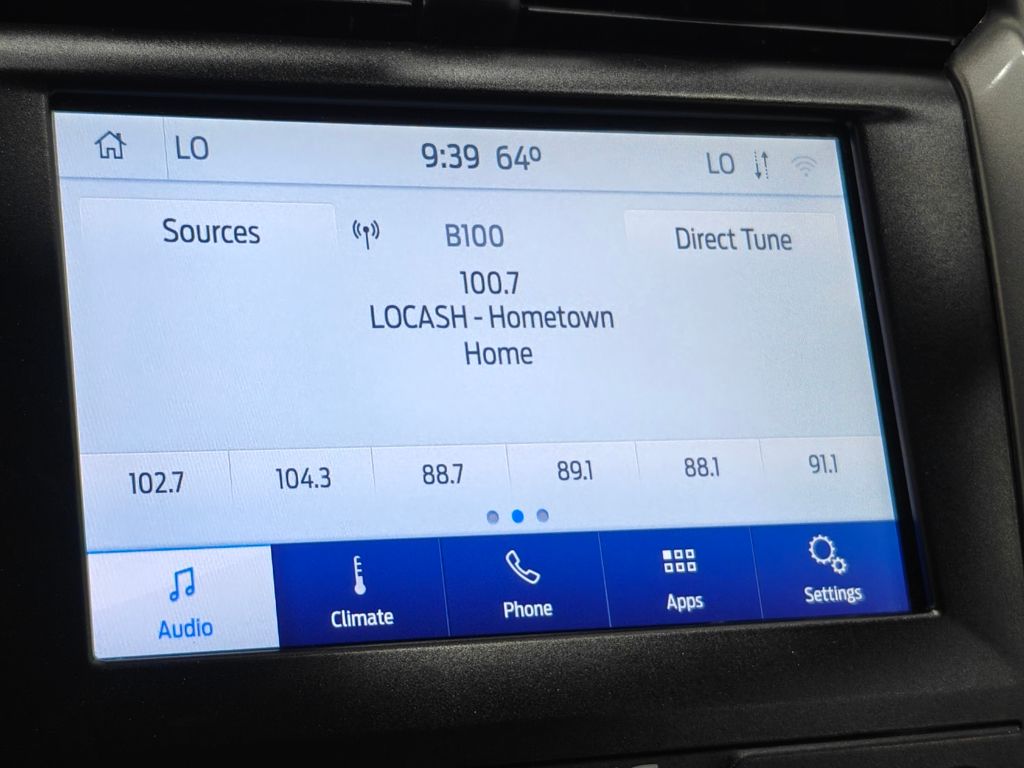 LO 9:39 64º LO
Sources B100 Direct Tune
100.7
LOCASH - Hometown
Home
102.7 104.3 88.7 89.1 88.1 91.1
Audio Climate Phone Apps Settings